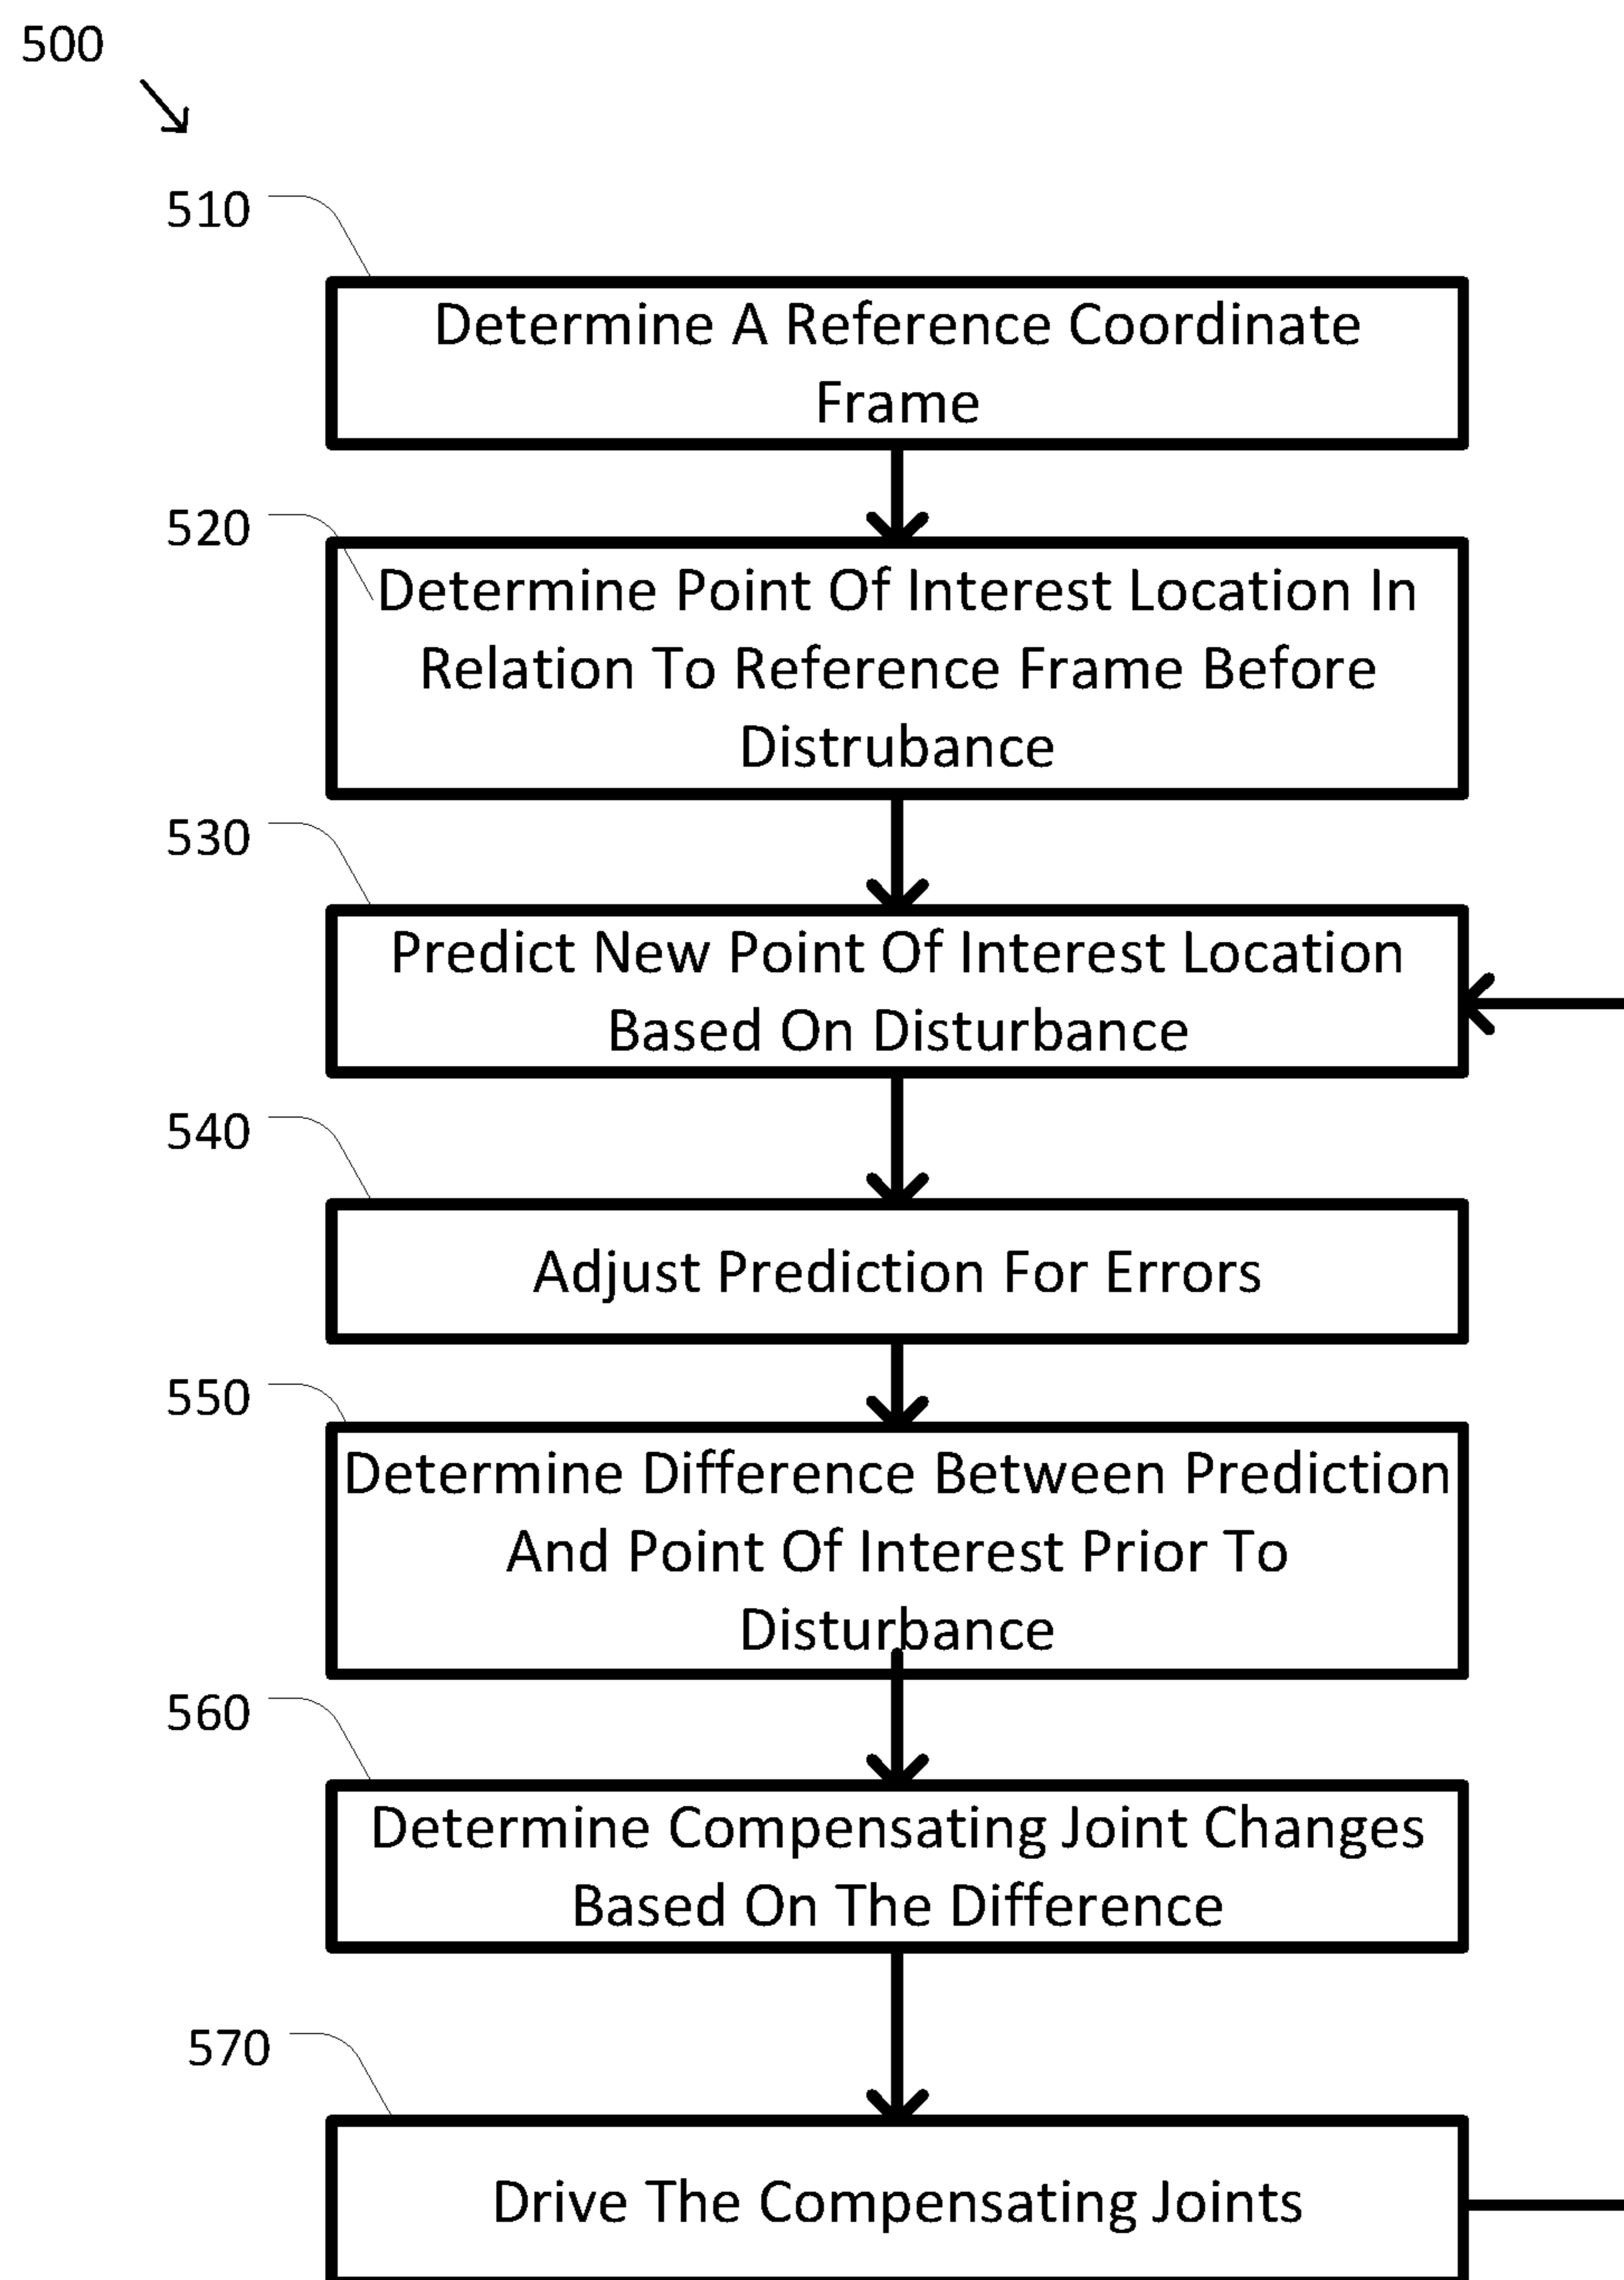 500
510
Determine A Reference Coordinate
Frame
520
Determine Point Of Interest Location In
Relation To Reference Frame Before
Distrubance
530
Predict New Point Of Interest Location
Based On Disturbance
540
Adjust Prediction For Errors
550
Determine Difference Between Prediction
And Point Of Interest Prior To
Disturbance
560
Determine Compensating Joint Changes
Based On The Difference
570
Drive The Compensating Joints